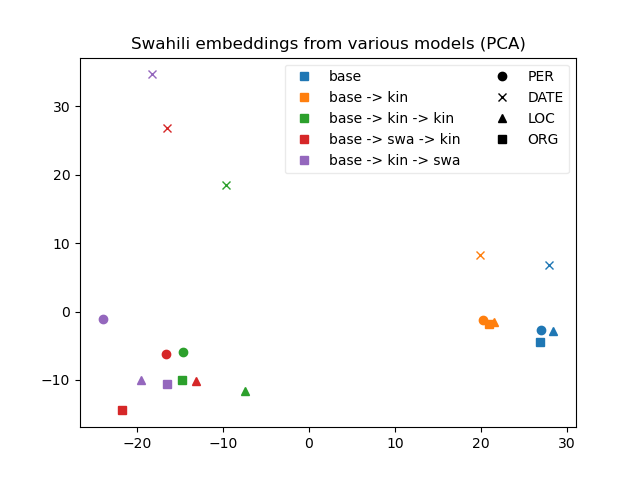 Swahili embeddings from various models (PCA)
base
base -> kin
base -> kin -> kin
base -> swa -> kin
base -> kin -> swa
PER
DATE
LOC
ORG
30
20
10
0
−10
−20
−10
0
10
20
30